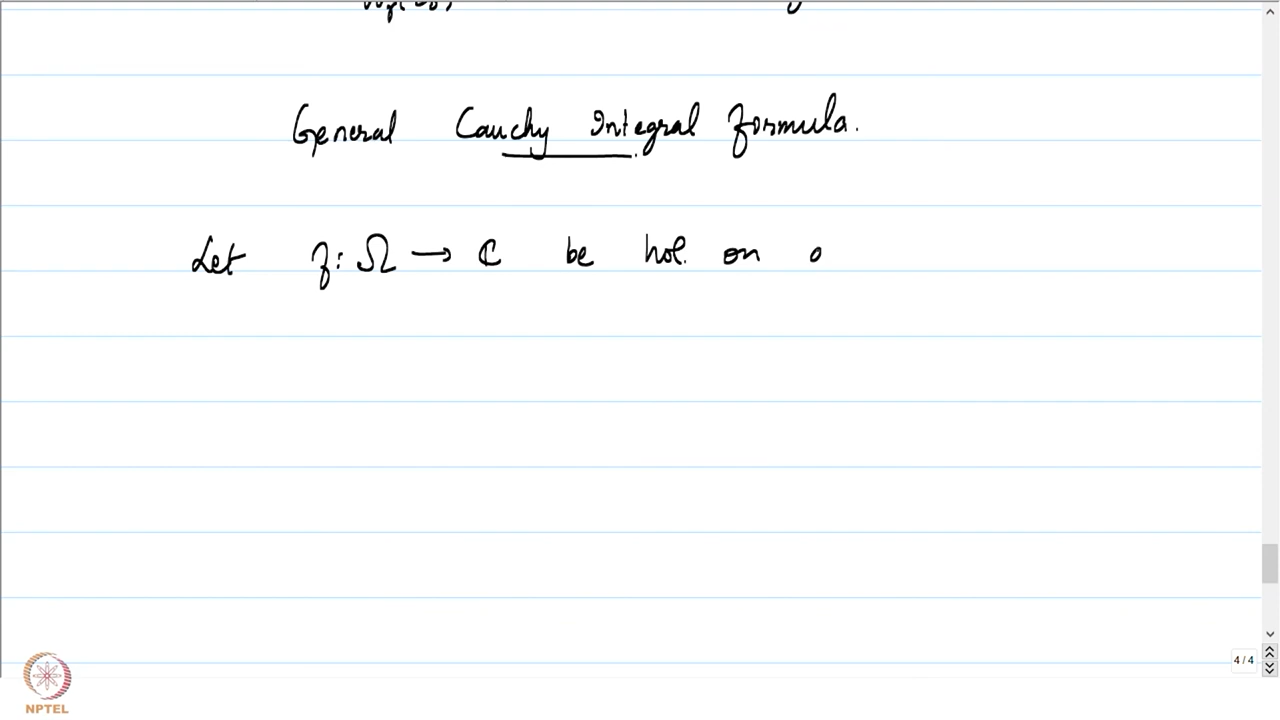 General Cauchy Integral Formula.
Let f: Ω → ℂ be hol. on o
4 / 4
NPTEL